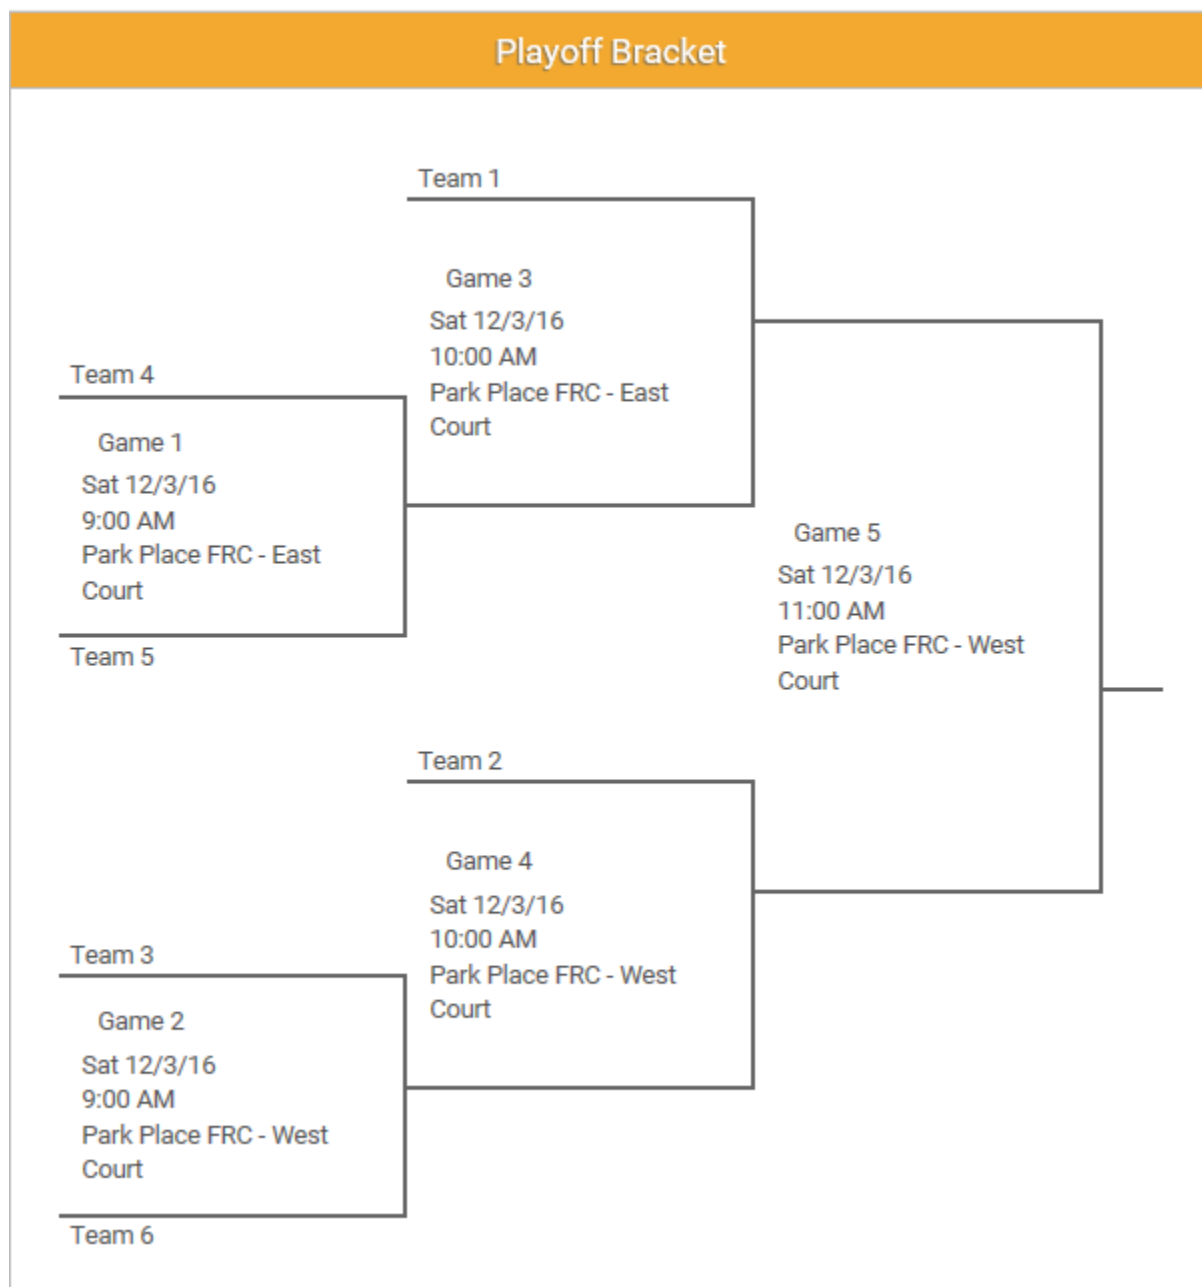 Playoff Bracket
Team 1
Game 3
Sat 12/3/16
10:00 AM
Park Place FRC - East
Court
Team 4
Game 1
Sat 12/3/16
9:00 AM
Park Place FRC - East
Court
Team 5
Game 5
Sat 12/3/16
11:00 AM
Park Place FRC - West
Court
Team 2
Game 4
Sat 12/3/16
10:00 AM
Park Place FRC - West
Court
Team 3
Game 2
Sat 12/3/16
9:00 AM
Park Place FRC - West
Court
Team 6